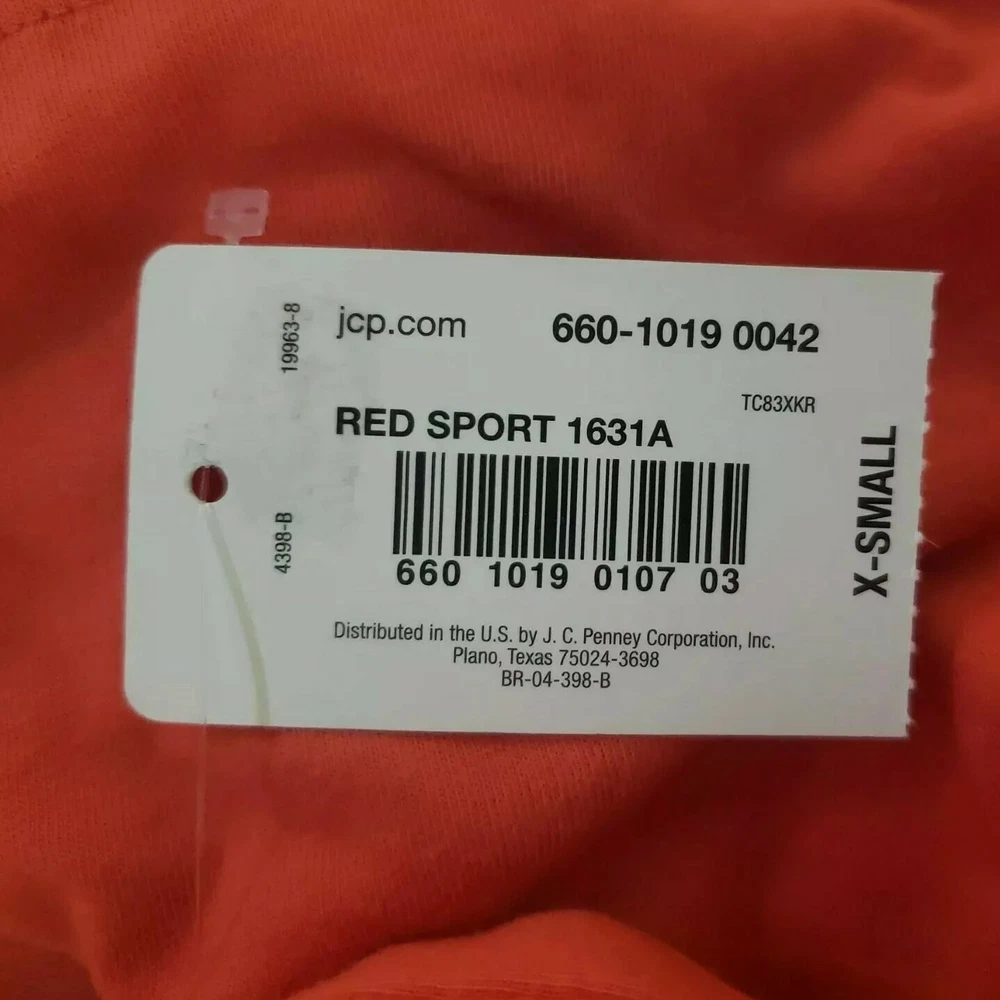 19963-8
jcp.com
660-1019 0042
TC83XKR
RED SPORT 1631A
660 1019 0107 03
X-SMALL
4398-B
Distributed in the U.S. by J. C. Penney Corporation, Inc.
Plano, Texas 75024-3698
BR-04-398-B